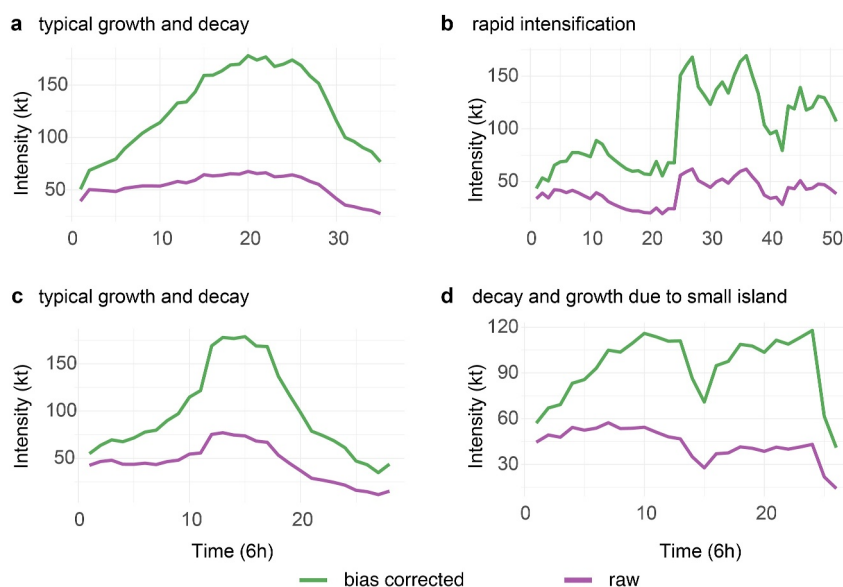 a typical growth and decay
Intensity (kt)
150
100
50
0 10 20 30
b rapid intensification
Intensity (kt)
150
100
50
0 10 20 30 40 50
c typical growth and decay
Intensity (kt)
150
100
50
0 10 20
Time (6h)
d decay and growth due to small island
Intensity (kt)
120
90
60
30
0 10 20
Time (6h)
bias corrected raw